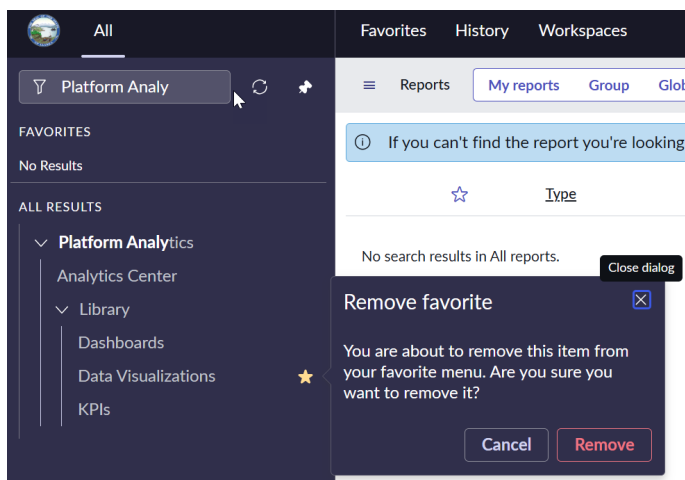 All
Favorites History Workspaces
Platform Analy
Reports My reports Group Glob
FAVORITES
No Results
If you can't find the report you're looking
ALL RESULTS
Type
Platform Analytics
No search results in All reports.
Close dialog
Analytics Center
Library
Dashboards
Data Visualizations
KPIs
Remove favorite
You are about to remove this item from
your favorite menu. Are you sure you
want to remove it?
Cancel Remove